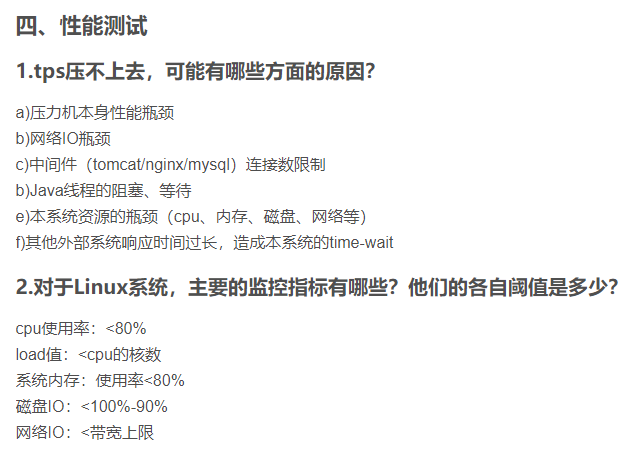 四、性能测试
1.tps压不上去，可能有哪些方面的原因？
a)压力机本身性能瓶颈
b)网络IO瓶颈
c)中间件（tomcat/nginx/mysql）连接数限制
b)Java线程的阻塞、等待
e)本系统资源的瓶颈（cpu、内存、磁盘、网络等）
f)其他外部系统响应时间过长，造成本系统的time-wait
2.对于Linux系统，主要的监控指标有哪些？他们的各自阈值是多少？
cpu使用率：<80%
load值：<cpu的核数
系统内存：使用率<80%
磁盘IO：<100%-90%
网络IO：<带宽上限